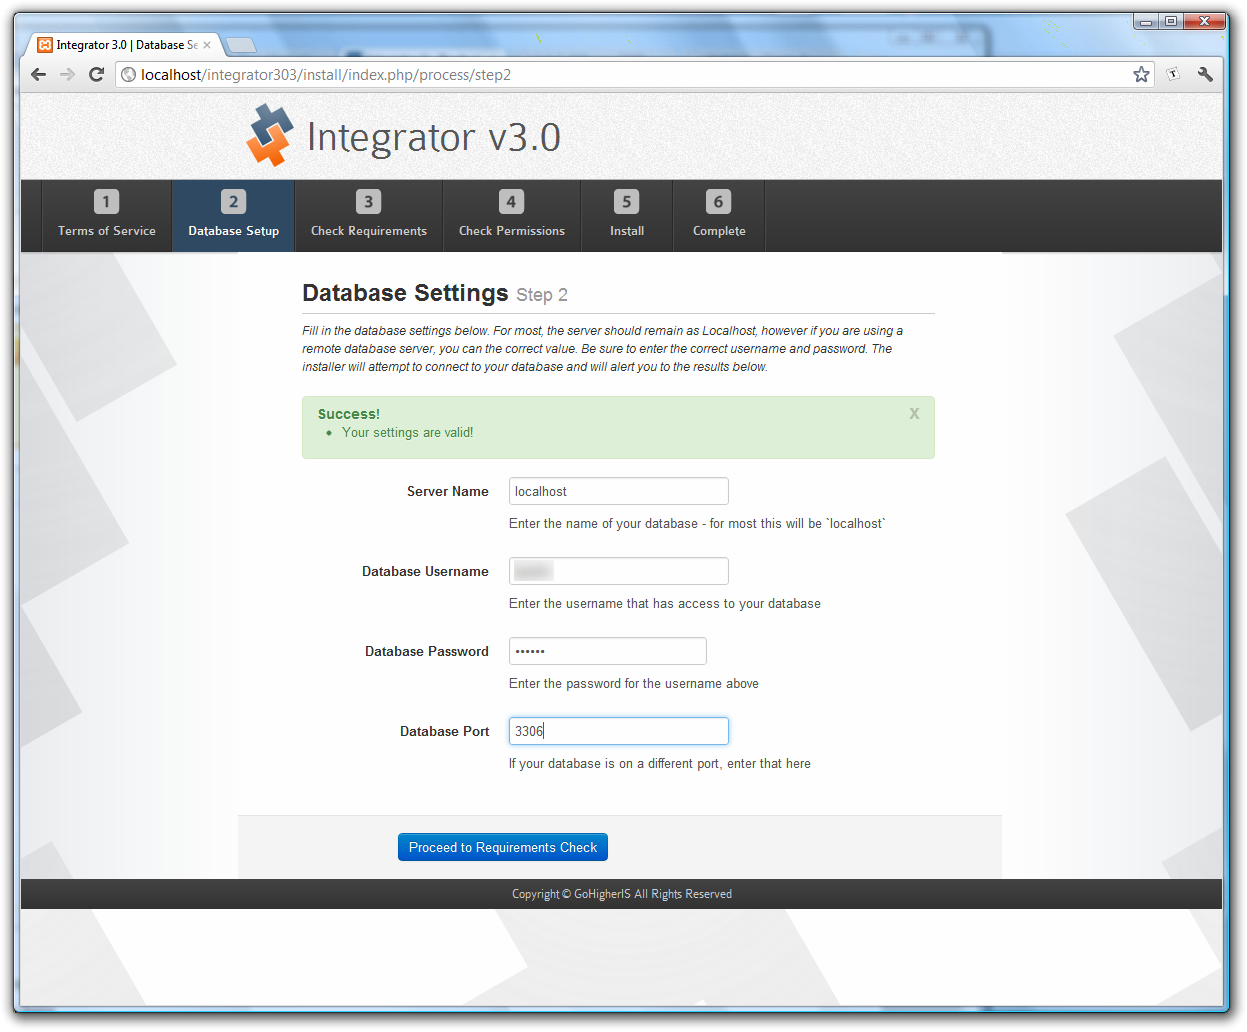 Integrator 3.0 | Database Se
localhost/integrator303/install/index.php/process/step2
Integrator v3.0
1
Terms of Service
2
Database Setup
3
Check Requirements
4
Check Permissions
5
Install
6
Complete
Database Settings Step 2
Fill in the database settings below. For most, the server should remain as Localhost, however if you are using a
remote database server, you can the correct value. Be sure to enter the correct username and password. The
installer will attempt to connect to your database and will alert you to the results below.
Success! X
• Your settings are valid!
Server Name localhost
Enter the name of your database - for most this will be `localhost`
Database Username
Enter the username that has access to your database
Database Password ••••••
Enter the password for the username above
Database Port 3306
If your database is on a different port, enter that here
Proceed to Requirements Check
Copyright © GoHigherIS All Rights Reserved